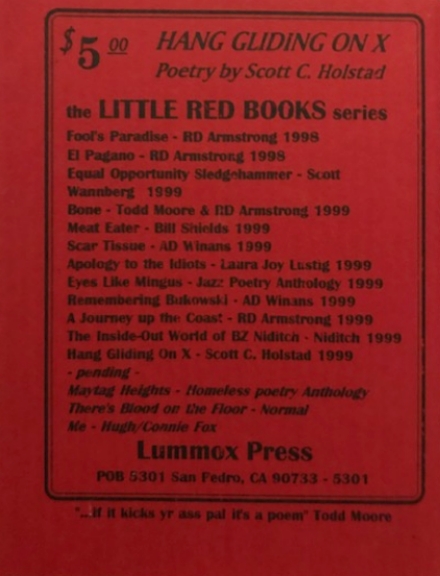 $5 00 HANG GLIDING ON X
Poetry by Scott C. Holstad
the LITTLE RED BOOKS series
Fool's Paradise - RD Armstrong 1998
El Pagano - RD Armstrong 1998
Equal Opportunity Sledgehammer - Scott
Wannberg 1999
Bone - Todd Moore & RD Armstrong 1999
Meat Eater - Bill Shields 1999
Scar Tissue - AD Winans 1999
Apology to the Idiots - Laura Joy Lustig 1999
Eyes Like Mingus - Jazz Poetry Anthology 1999
Remembering Bukowski - AD Winans 1999
A Journey up the Coast - RD Armstrong 1999
The Inside-Out World of BZ Niditch - Niditch 1999
Hang Gliding On X - Scott C. Holstad 1999
- pending -
Maytag Heights - Homeless poetry Anthology
There's Blood on the Floor - Normal
Me - Hugh/Connie Fox
Lummox Press
POB 5301 San Pedro, CA 90733 - 5301
"...if it kicks yr ass pal it's a poem" Todd Moore